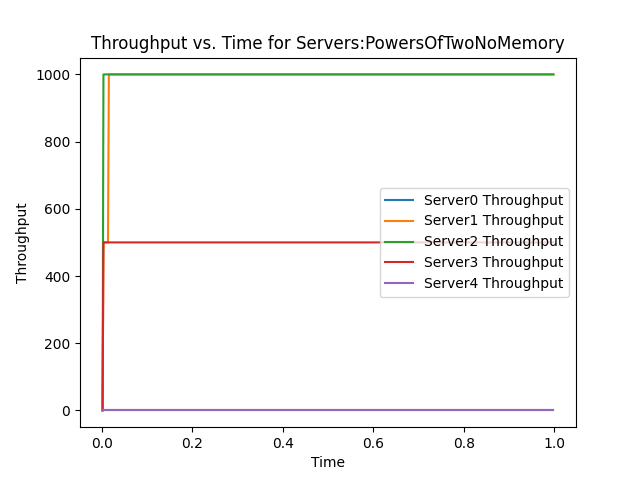 Throughput vs. Time for Servers:PowersOfTwoNoMemory
1000
800
600
400
200
0
Throughput
Server0 Throughput
Server1 Throughput
Server2 Throughput
Server3 Throughput
Server4 Throughput
0.0 0.2 0.4 0.6 0.8 1.0
Time